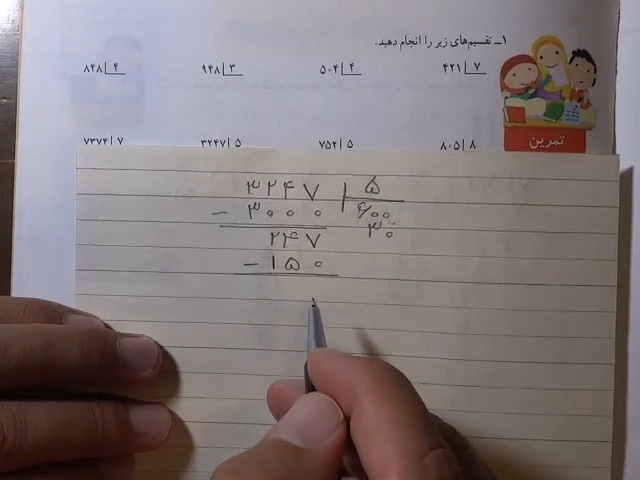 ۱ـ تقسیم‌های زیر را انجام دهید.
۴۲۱ | ۷
۵۰۴ | ۴
۹۴۸ | ۳
۸۴۸ | ۴
تمرین
۸۰۵ | ۸
۷۵۲ | ۵
۳۲۴۷ | ۵
۷۳۷۴ | ۷
۳۲۴۷ | ۵
- ۳۰۰۰ ۶۰۰
۲۴۷ ۳۰
- ۱۵۰